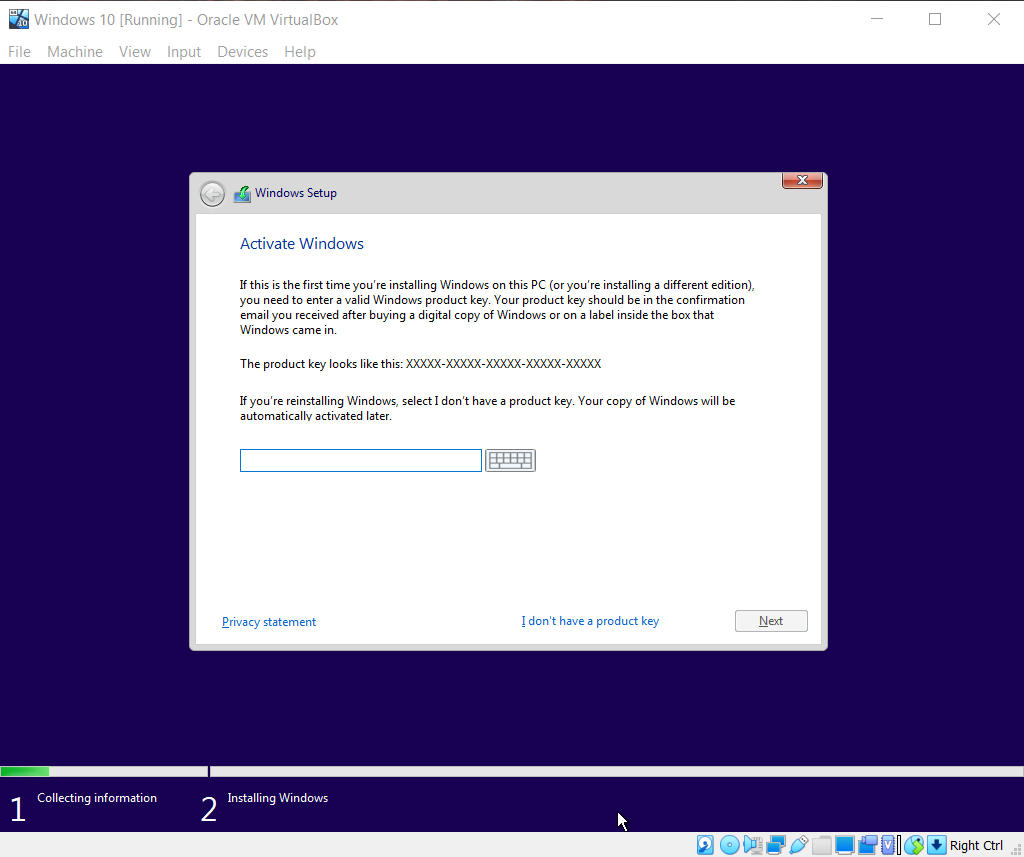 Windows 10 [Running] - Oracle VM VirtualBox
File Machine View Input Devices Help
Windows Setup
Activate Windows
If this is the first time you're installing Windows on this PC (or you're installing a different edition),
you need to enter a valid Windows product key. Your product key should be in the confirmation
email you received after buying a digital copy of Windows or on a label inside the box that
Windows came in.
The product key looks like this: XXXXX-XXXXX-XXXXX-XXXXX-XXXXX
If you're reinstalling Windows, select I don't have a product key. Your copy of Windows will be
automatically activated later.
Privacy statement I don't have a product key Next
1 Collecting information 2 Installing Windows
Right Ctrl